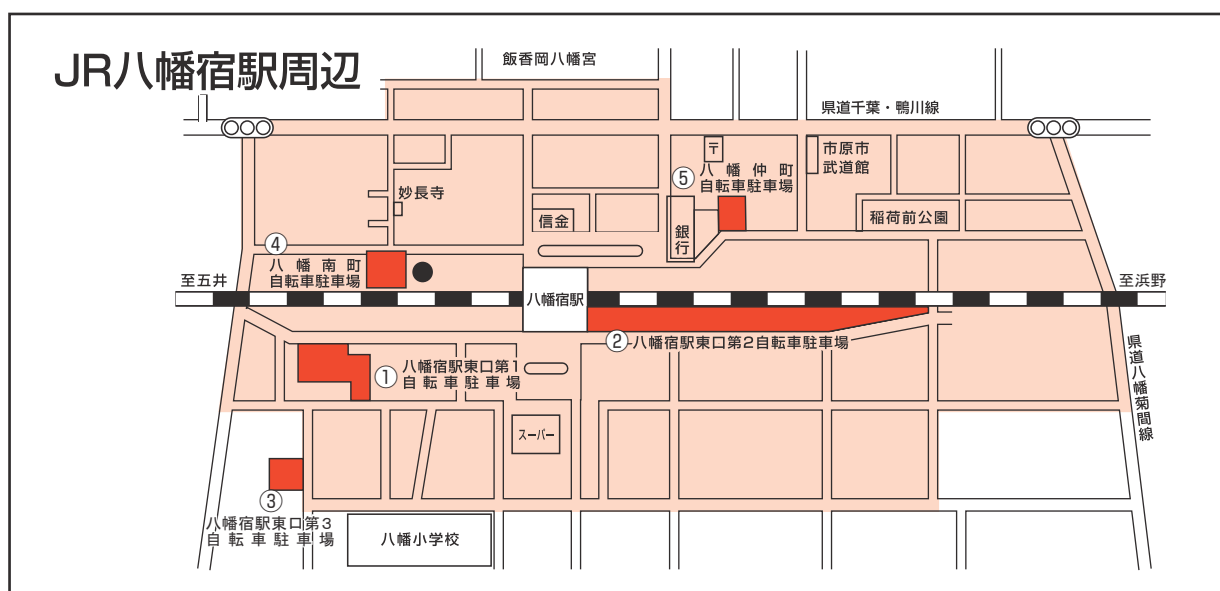 JR八幡宿駅周辺
飯香岡八幡宮
県道千葉・鴨川線
〒
市原市
武道館
⑤
八幡仲町
自転車駐車場
妙長寺
信金
銀行
稲荷前公園
④
八幡南町
自転車駐車場
至五井
八幡宿駅
至浜野
②八幡宿駅東口第2自転車駐車場
①
八幡宿駅東口第1
自転車駐車場
県道八幡菊間線
スーパー
③
八幡宿駅東口第3
自転車駐車場
八幡小学校